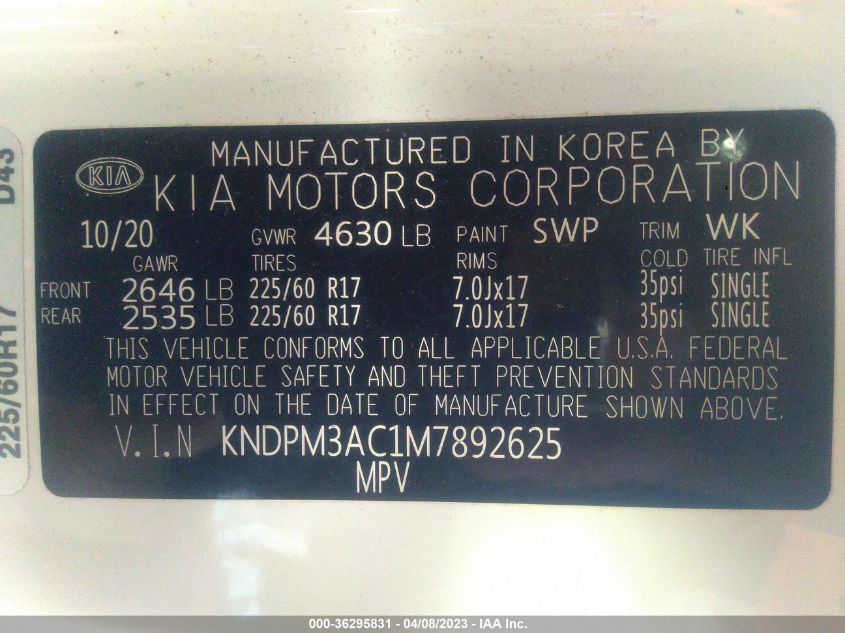 MANUFACTURED IN KOREA BY
KIA KIA MOTORS CORPORATION
10/20 GVWR 4630 LB PAINT SWP TRIM WK
GAWR TIRES RIMS COLD TIRE INFL
FRONT 2646 LB 225/60 R17 7.0Jx17 35psi SINGLE
REAR 2535 LB 225/60 R17 7.0Jx17 35psi SINGLE
THIS VEHICLE CONFORMS TO ALL APPLICABLE U.S.A. FEDERAL
MOTOR VEHICLE SAFETY AND THEFT PREVENTION STANDARDS
IN EFFECT ON THE DATE OF MANUFACTURE SHOWN ABOVE.
V.I.N KNDPM3AC1M7892625
MPV
225/60R17 D43
000-36295831 - 04/08/2023 - IAA Inc.